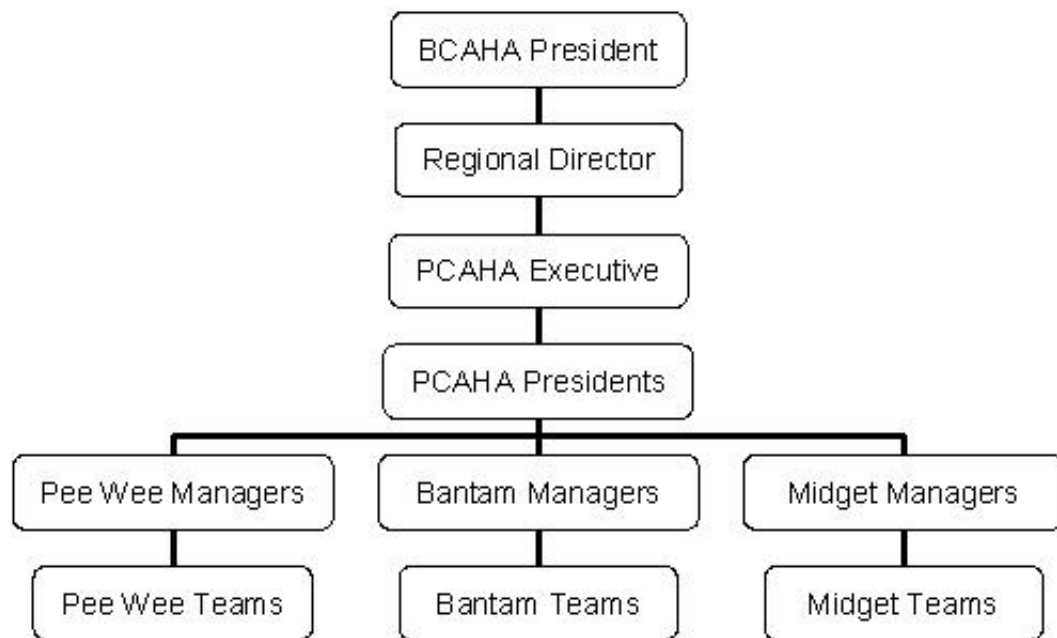 BCAHA President
Regional Director
PCAHA Executive
PCAHA Presidents
Pee Wee Managers
Bantam Managers
Midget Managers
Pee Wee Teams
Bantam Teams
Midget Teams